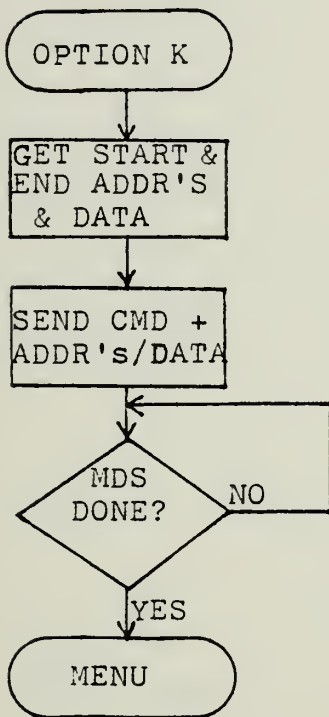 OPTION K
GET START &
END ADDR'S
& DATA
SEND CMD +
ADDR's/DATA
MDS
DONE?
NO
YES
MENU